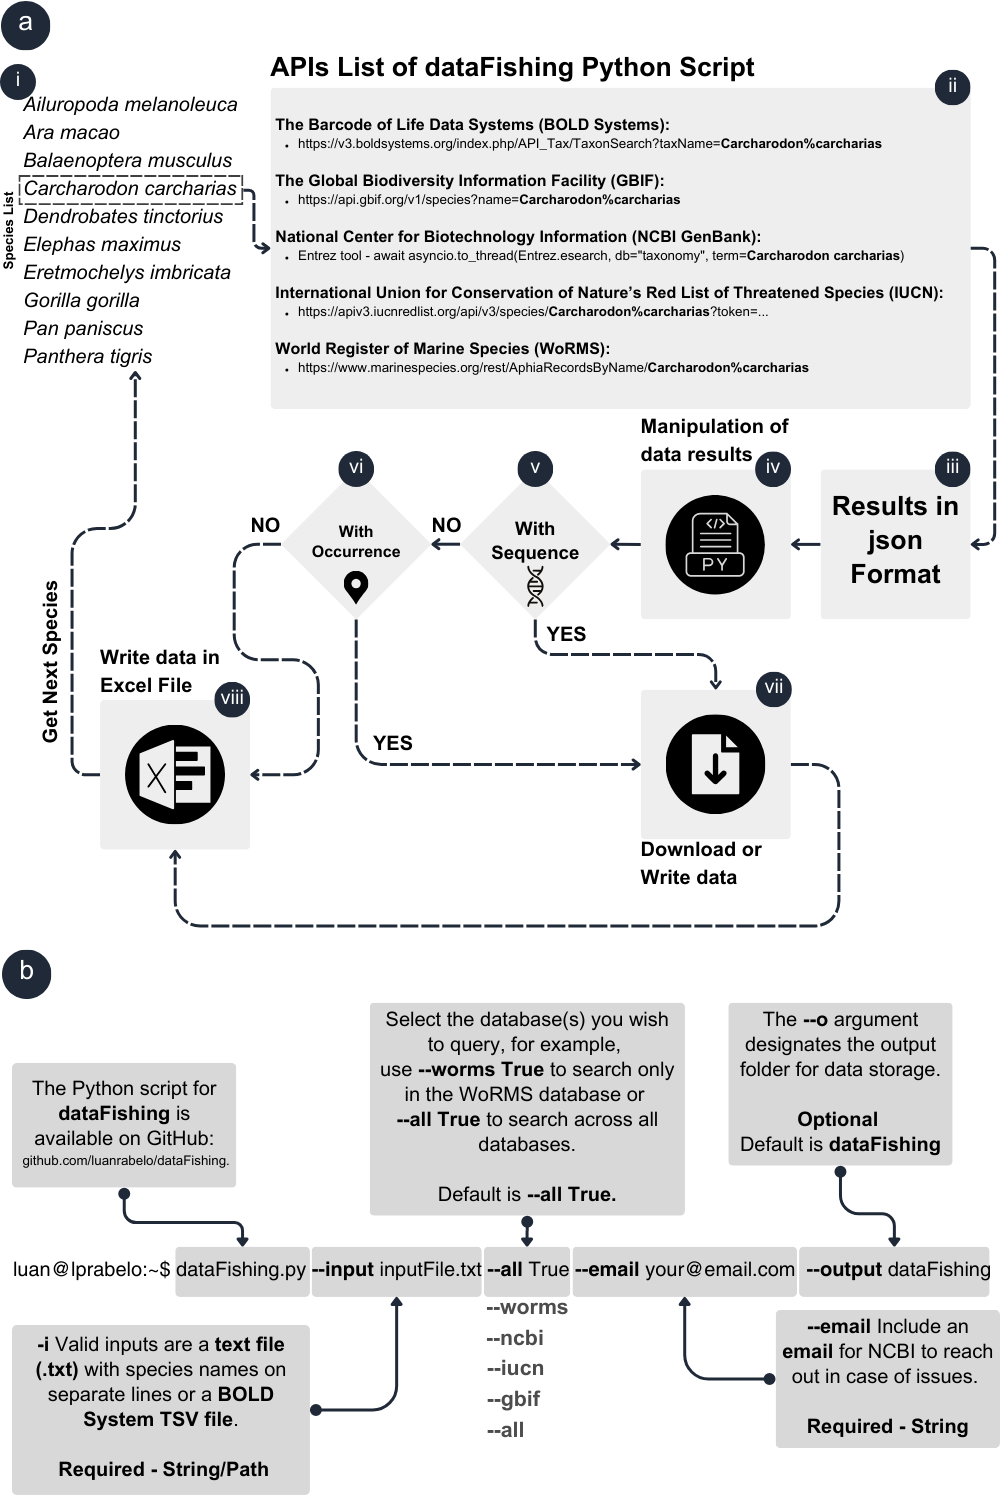 a
i
Ailuropoda melanoleuca
Ara macao
Balaenoptera musculus
Carcharodon carcharias
Dendrobates tinctorius
Elephas maximus
Eretmochelys imbricata
Gorilla gorilla
Pan paniscus
Panthera tigris
Species List
APIs List of dataFishing Python Script
ii
The Barcode of Life Data Systems (BOLD Systems):
• https://v3.boldsystems.org/index.php/API_Tax/TaxonSearch?taxName=Carcharodon%carcharias
The Global Biodiversity Information Facility (GBIF):
• https://api.gbif.org/v1/species?name=Carcharodon%carcharias
National Center for Biotechnology Information (NCBI GenBank):
• Entrez tool - await asyncio.to_thread(Entrez.esearch, db="taxonomy", term=Carcharodon carcharias)
International Union for Conservation of Nature’s Red List of Threatened Species (IUCN):
• https://apiv3.iucnredlist.org/api/v3/species/Carcharodon%carcharias?token=...
World Register of Marine Species (WoRMS):
• https://www.marinespecies.org/rest/AphiaRecordsByName/Carcharodon%carcharias
iii
Results in
json
Format
Manipulation of
data results
iv
</>
PY
v
With
Sequence
NO
YES
vi
With
Occurrence
NO
YES
vii
Download or
Write data
Write data in
Excel File
viii
X
Get Next Species
b
The Python script for
dataFishing is
available on GitHub:
github.com/luanrabelo/dataFishing.
Select the database(s) you wish
to query, for example,
use --worms True to search only
in the WoRMS database or
--all True to search across all
databases.
Default is --all True.
The --o argument
designates the output
folder for data storage.
Optional
Default is dataFishing
luan@lprabelo:~$ dataFishing.py --input inputFile.txt --all True --email your@email.com --output dataFishing
--worms
--ncbi
--iucn
--gbif
--all
-i Valid inputs are a text file
(.txt) with species names on
separate lines or a BOLD
System TSV file.
Required - String/Path
--email Include an
email for NCBI to reach
out in case of issues.
Required - String